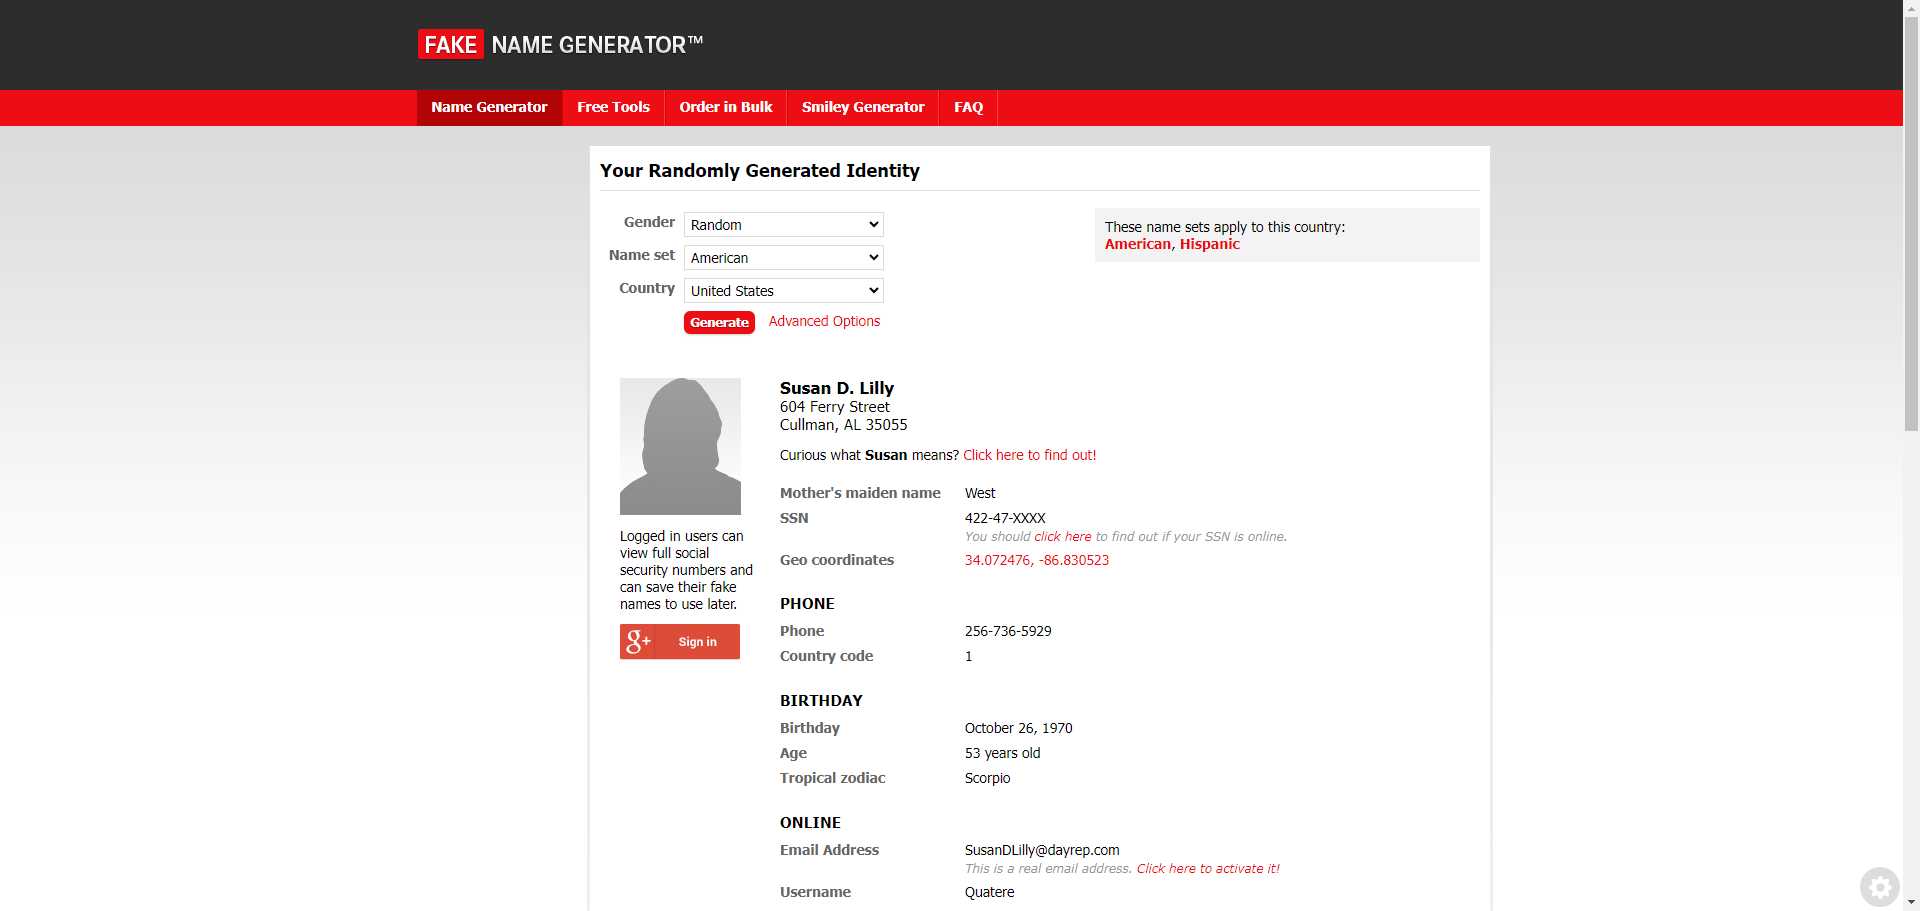 FAKE NAME GENERATOR™
Name Generator Free Tools Order in Bulk Smiley Generator FAQ
Your Randomly Generated Identity
Gender Random
Name set American
Country United States
Generate Advanced Options
These name sets apply to this country:
American, Hispanic
Susan D. Lilly
604 Ferry Street
Cullman, AL 35055
Curious what Susan means? Click here to find out!
Mother's maiden name West
SSN 422-47-XXXX
You should click here to find out if your SSN is online.
Geo coordinates 34.072476, -86.830523
Logged in users can
view full social
security numbers and
can save their fake
names to use later.
g+ Sign in
PHONE
Phone 256-736-5929
Country code 1
BIRTHDAY
Birthday October 26, 1970
Age 53 years old
Tropical zodiac Scorpio
ONLINE
Email Address SusanDLilly@dayrep.com
This is a real email address. Click here to activate it!
Username Quatere